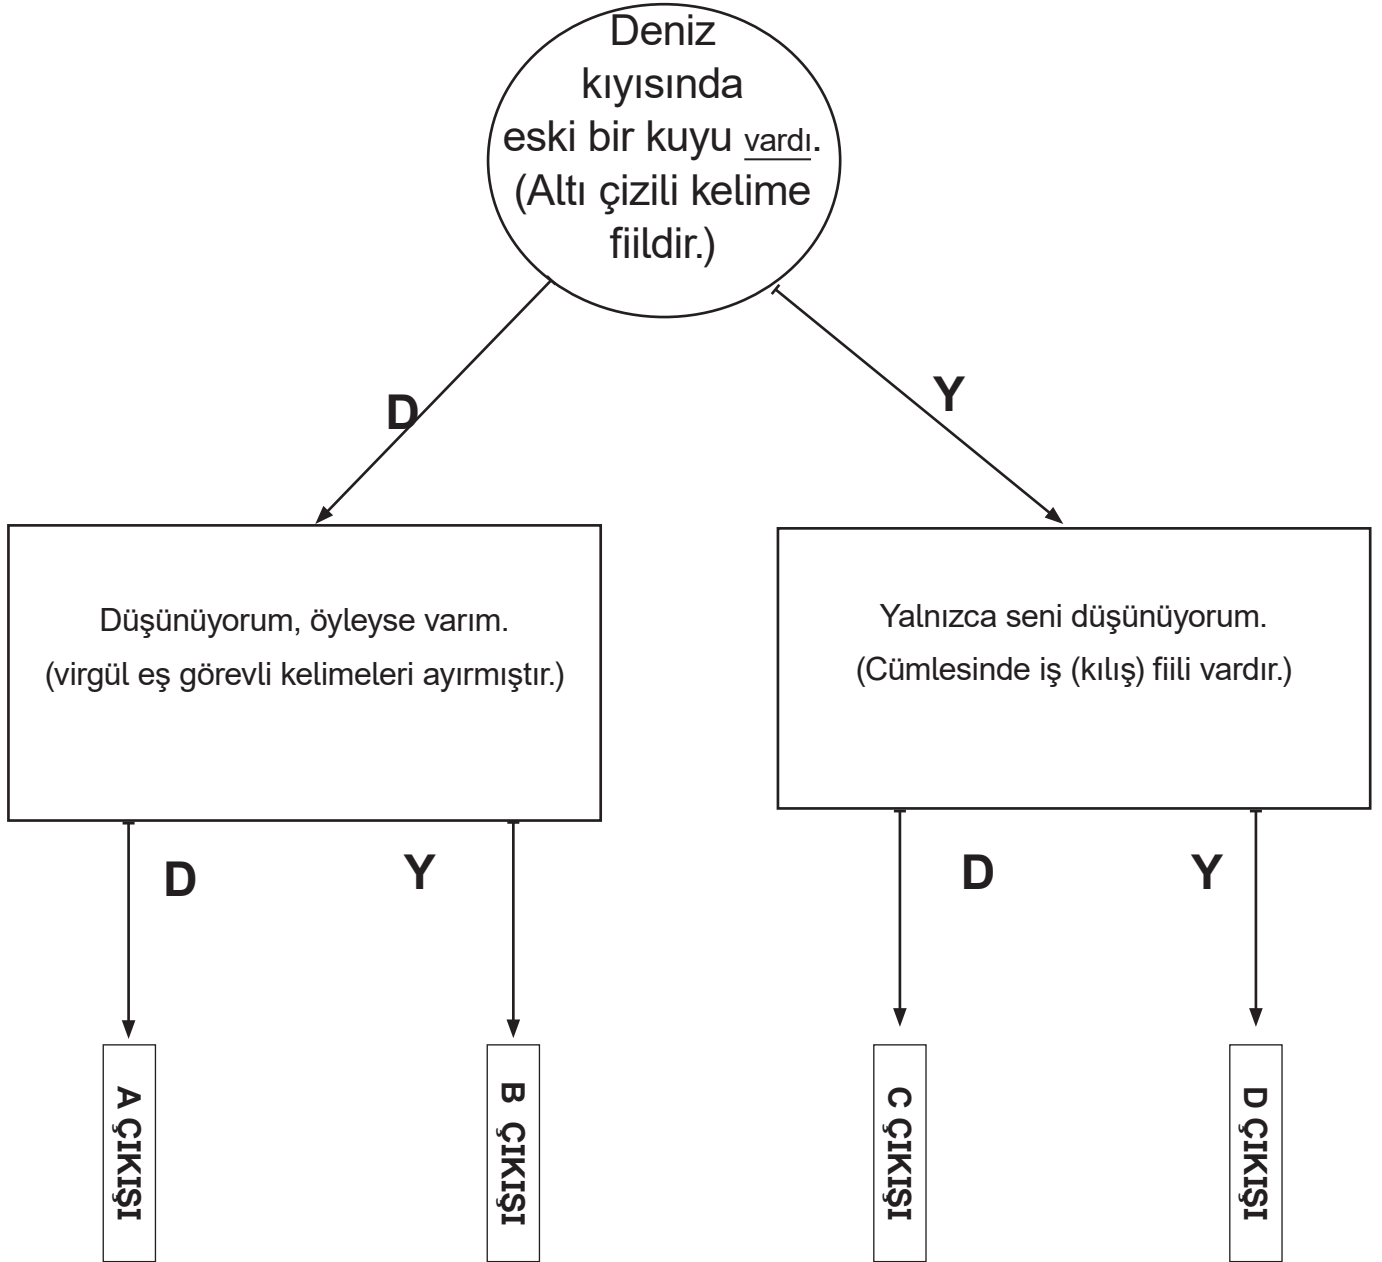 Deniz
kıyısında
eski bir kuyu vardı.
(Altı çizili kelime
fiildir.)
D
Y
Düşünüyorum, öyleyse varım.
(virgül eş görevli kelimeleri ayırmıştır.)
Yalnızca seni düşünüyorum.
(Cümlesinde iş (kılış) fiili vardır.)
D
Y
D
Y
A ÇIKIŞI
B ÇIKIŞI
C ÇIKIŞI
D ÇIKIŞI